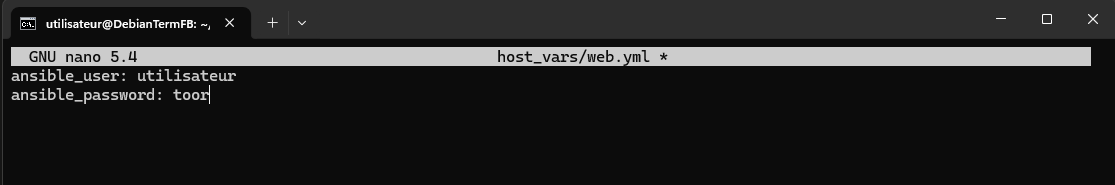 utilisateur@DebianTermFB: ~,
GNU nano 5.4 host_vars/web.yml *
ansible_user: utilisateur
ansible_password: toor